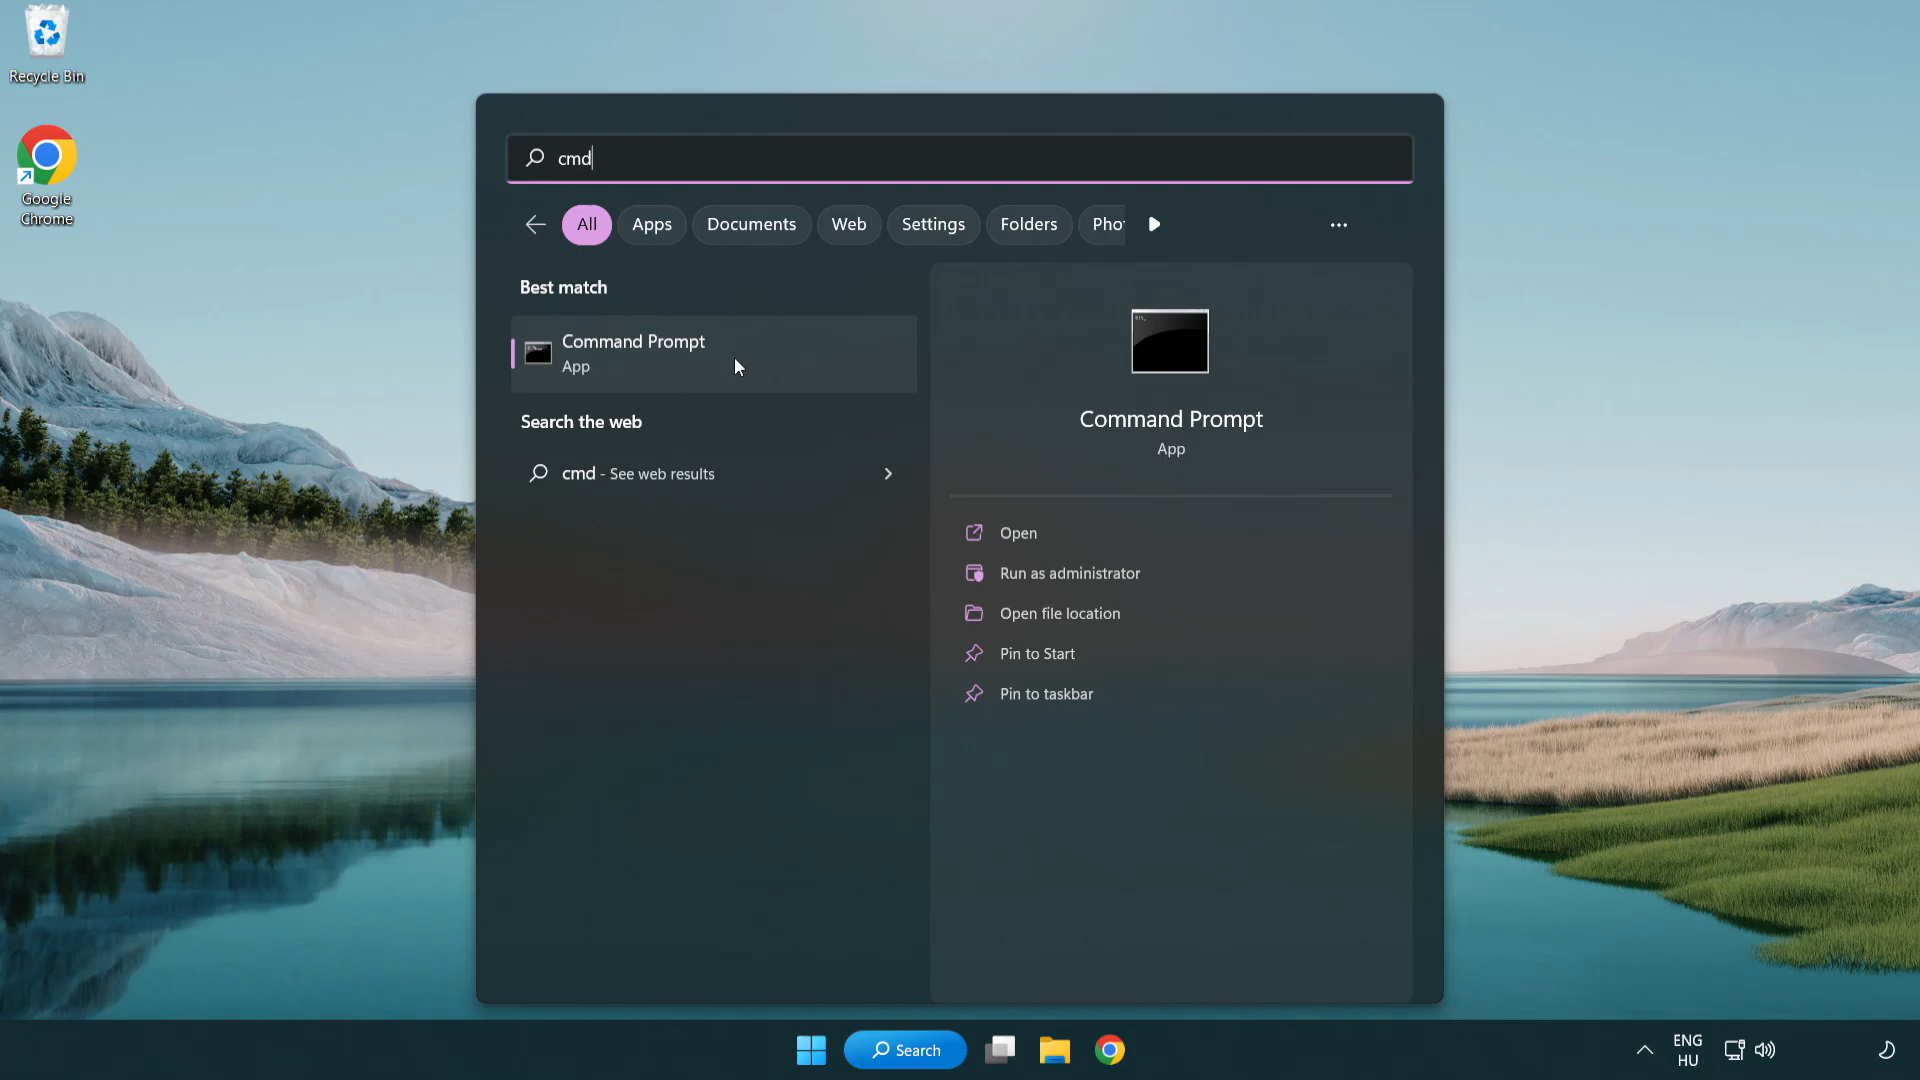 Recycle Bin
Google
Chrome
cmd
All
Apps
Documents
Web
Settings
Folders
Pho
Best match
Command Prompt
App
Search the web
cmd - See web results
Command Prompt
App
Open
Run as administrator
Open file location
Pin to Start
Pin to taskbar
Search
ENG
HU